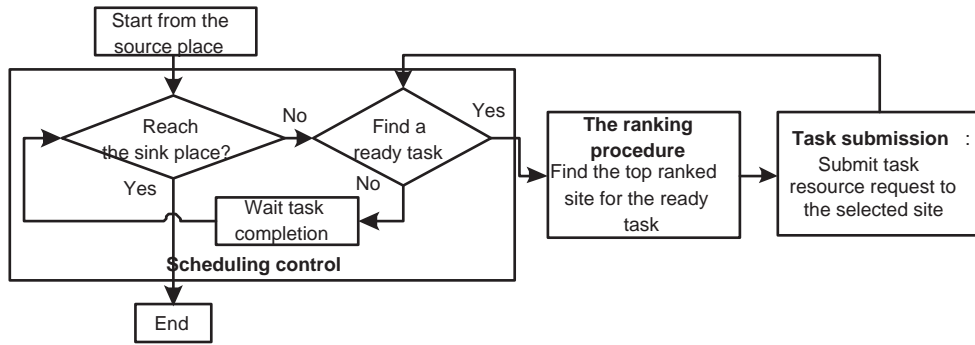 Start from the
source place
Reach
the sink place?
No
Yes
Find a
ready task
Yes
No
Wait task
completion
Scheduling control
End
The ranking
procedure
Find the top ranked
site for the ready
task
Task submission :
Submit task
resource request to
the selected site